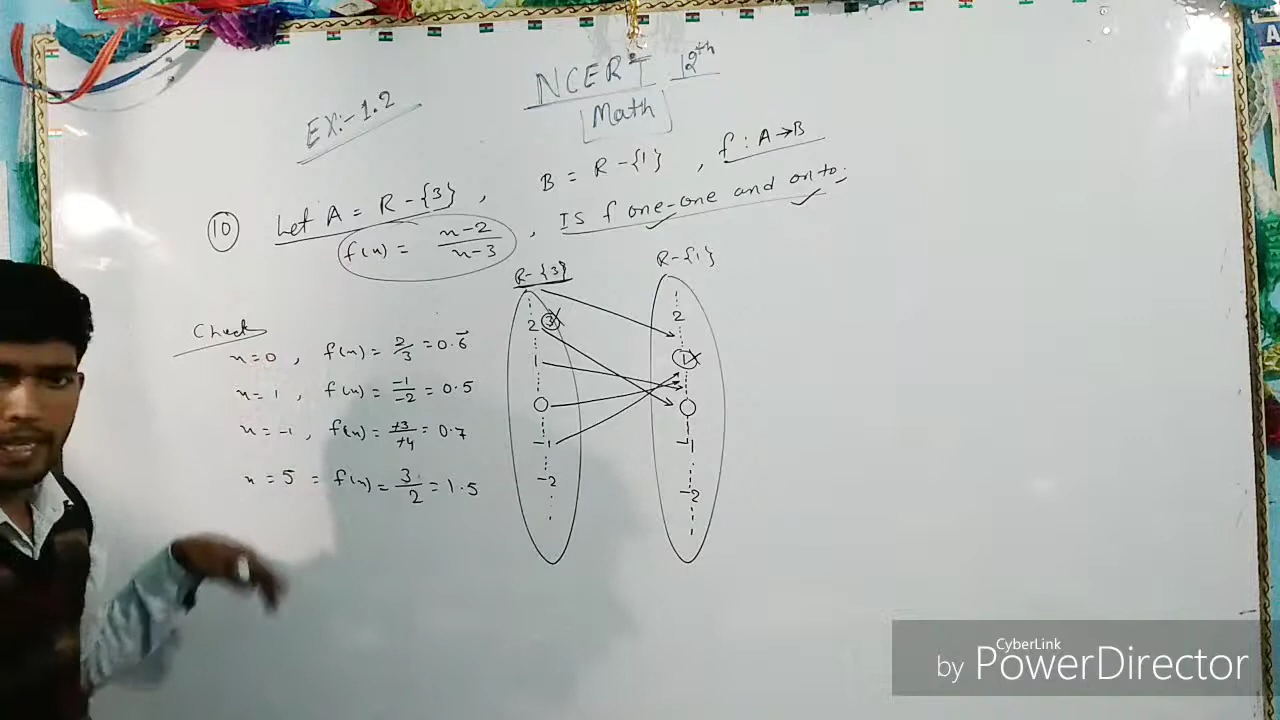 NCERT 12th
Math
EX:- 1.2
10 Let A = R - {3}, B = R - {1}, f : A → B
f(x) = x-2/x-3, Is f one-one and onto.
R-{3} R-{1}
Check
x=0, f(x) = 2/3 = 0.6
x= 1, f(x) = -1/-2 = 0.5
x= -1, f(x) = +3/+4 = 0.7
x = 5 = f(x) = 3/2 = 1.5
2 3
1
0
-1
-2
2
1
0
-1
-2
CyberLink
by PowerDirector
A